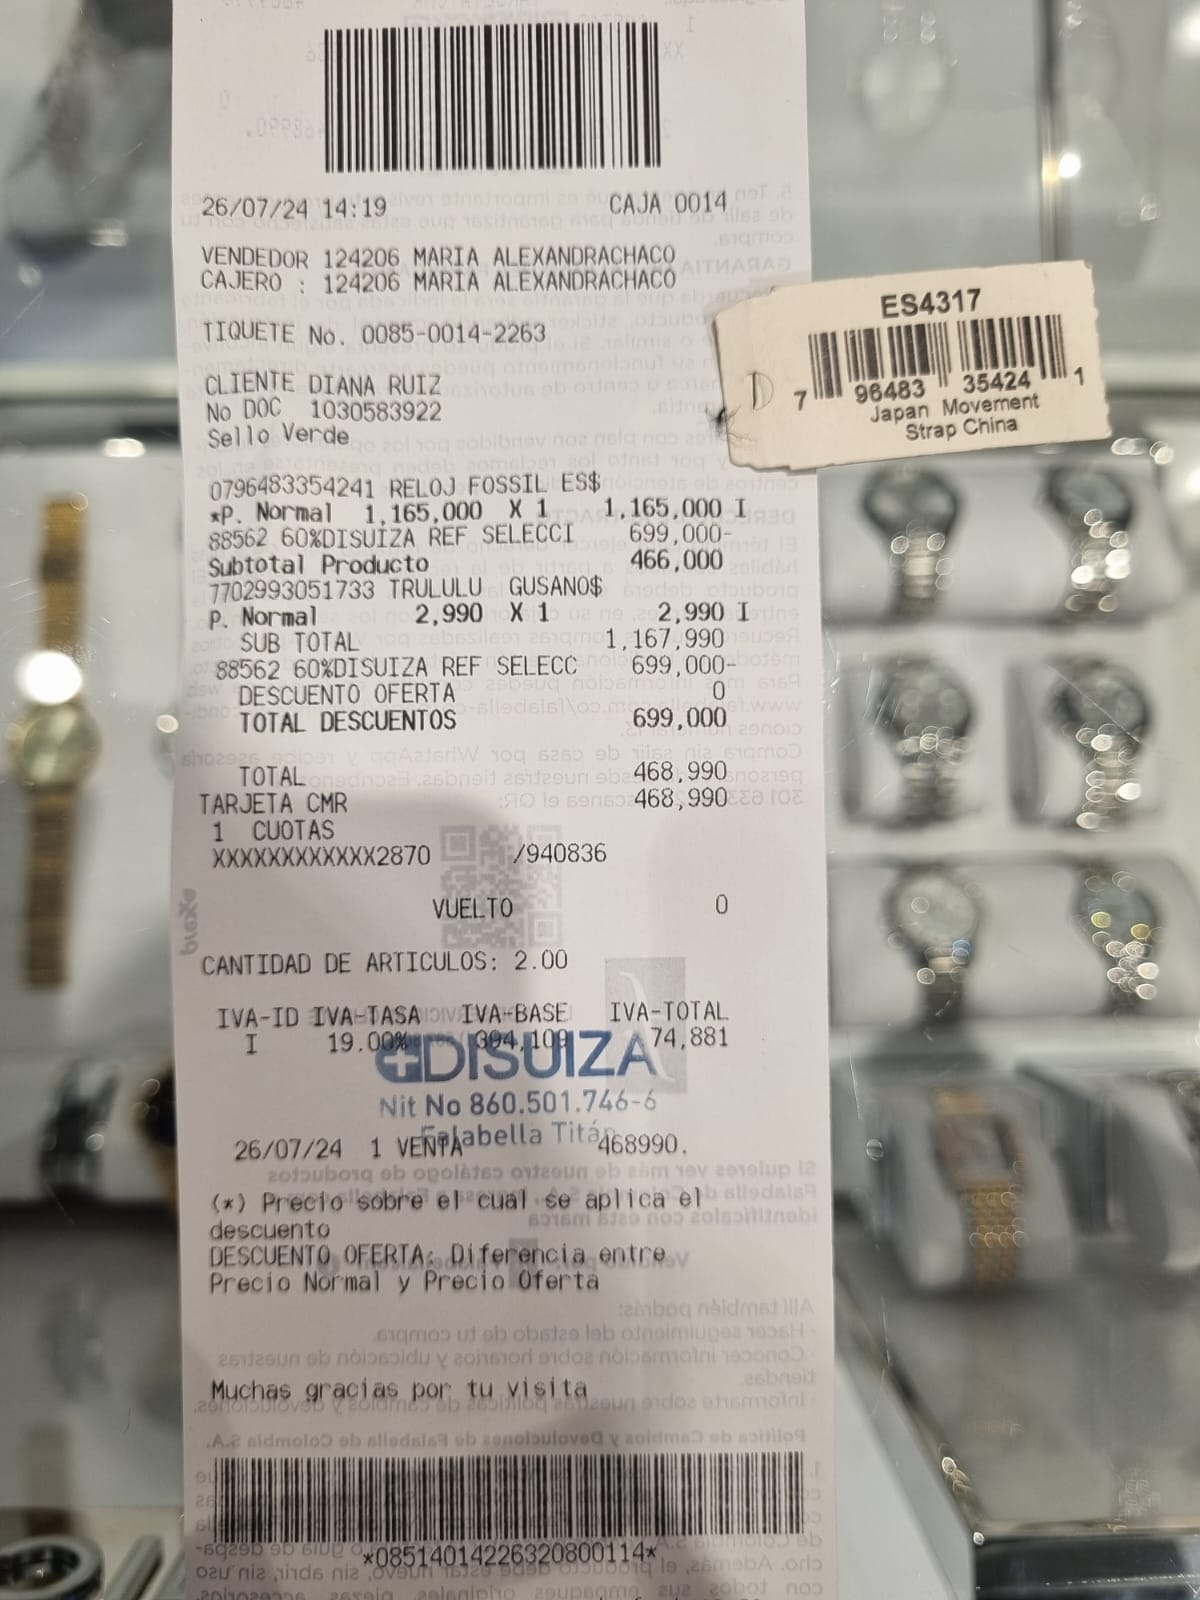 26/07/24 14:19 CAJA 0014
VENDEDOR 124206 MARIA ALEXANDRACHACO
CAJERO : 124206 MARIA ALEXANDRACHACO
TIQUETE No. 0085-0014-2263
CLIENTE DIANA RUIZ
No DOC 1030583922
Sello Verde
0796483354241 RELOJ FOSSIL ES$
*P. Normal 1,165,000 X 1 1,165,000 I
88562 60%DISUIZA REF SELECCI 699,000-
Subtotal Producto 466,000
7702993051733 TRULULU GUSANO$
P. Normal 2,990 X 1 2,990 I
SUB TOTAL 1,167,990
88562 60%DISUIZA REF SELECC 699,000-
DESCUENTO OFERTA 0
TOTAL DESCUENTOS 699,000
TOTAL 468,990
TARJETA CMR 468,990
1 CUOTAS
XXXXXXXXXXXX2870 /940836
VUELTO 0
CANTIDAD DE ARTICULOS: 2.00
IVA-ID IVA-TASA IVA-BASE IVA-TOTAL
I 19.00% 394,109 74,881
DISUIZA
Nit No 860.501.746-6
Falabella Titán
26/07/24 1 VENTA 468990.
(*) Precio sobre el cual se aplica el
descuento
DESCUENTO OFERTA: Diferencia entre
Precio Normal y Precio Oferta
Muchas gracias por tu visita
*08514014226320800114*
ES4317
7 96483 35424 1
Japan Movement
Strap China